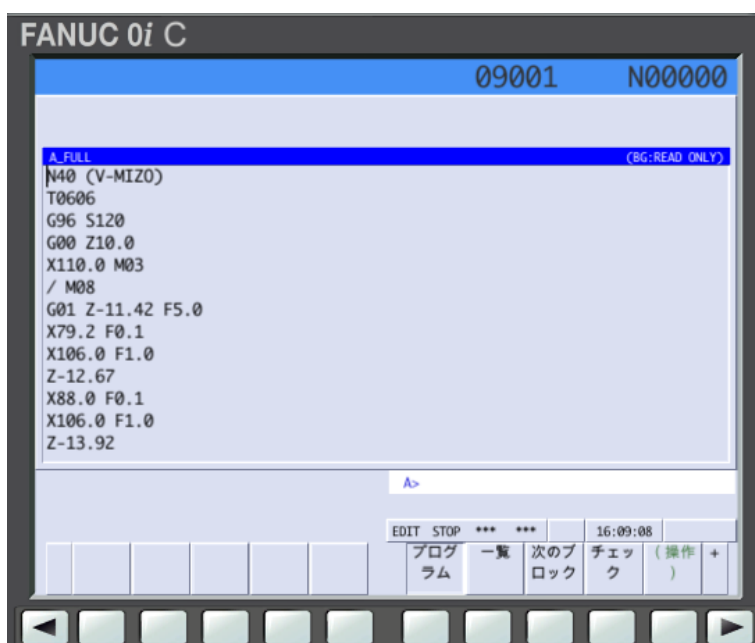 FANUC 0i C
09001 N00000
A_FULL (BG:READ ONLY)
N40 (V-MIZO)
T0606
G96 S120
G00 Z10.0
X110.0 M03
/ M08
G01 Z-11.42 F5.0
X79.2 F0.1
X106.0 F1.0
Z-12.67
X88.0 F0.1
X106.0 F1.0
Z-13.92
A>
EDIT STOP *** *** 16:09:08
プログラム 一覧 次のブロック チェック (操作) +